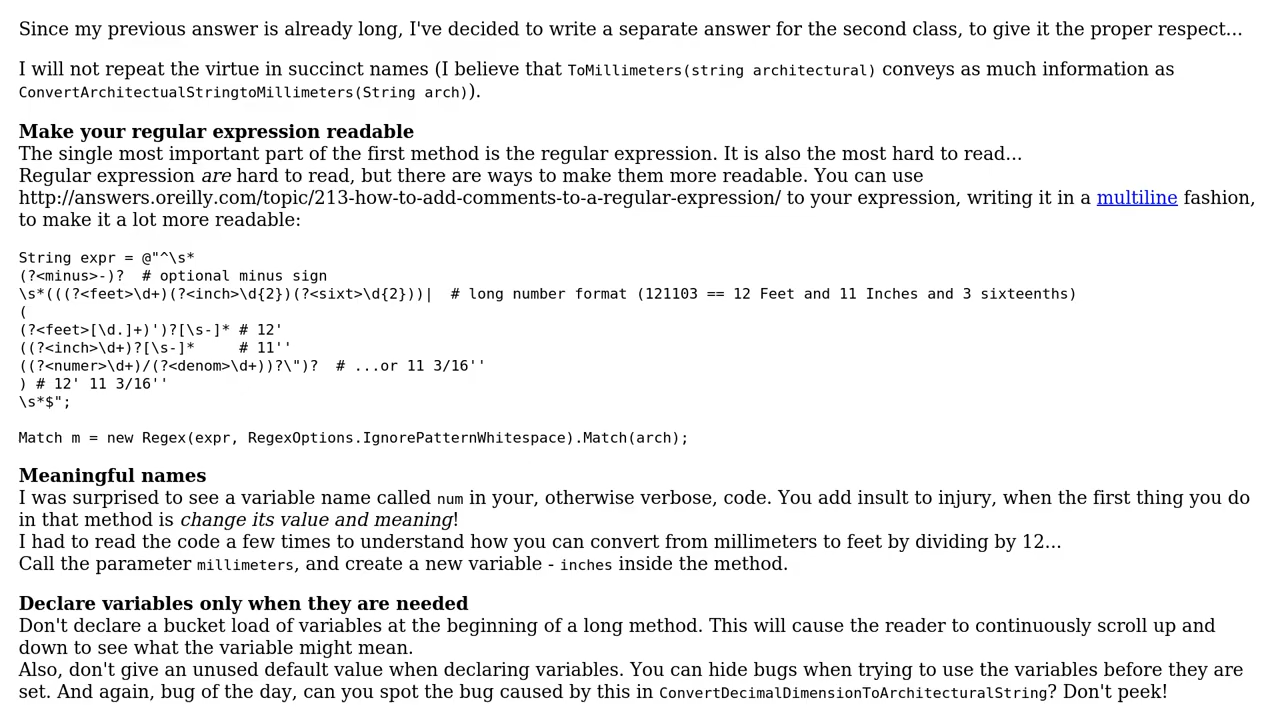 Since my previous answer is already long, I've decided to write a separate answer for the second class, to give it the proper respect...
I will not repeat the virtue in succinct names (I believe that ToMillimeters(string architectural) conveys as much information as
ConvertArchitectualStringtoMillimeters(String arch)).
Make your regular expression readable
The single most important part of the first method is the regular expression. It is also the most hard to read...
Regular expression are hard to read, but there are ways to make them more readable. You can use
http://answers.oreilly.com/topic/213-how-to-add-comments-to-a-regular-expression/ to your expression, writing it in a multiline fashion,
to make it a lot more readable:
String expr = @"^\s*
(?<minus>-)?  # optional minus sign
\s*(((?<feet>\d+)(?<inch>\d{2})(?<sixt>\d{2}))|  # long number format (121103 == 12 Feet and 11 Inches and 3 sixteenths)
(
(?<feet>[\d.]+)')?[\s-]* # 12'
((?<inch>\d+)?[\s-]*     # 11''
((?<numer>\d+)/(?<denom>\d+))?\")?  # ...or 11 3/16''
) # 12' 11 3/16''
\s*$";
Match m = new Regex(expr, RegexOptions.IgnorePatternWhitespace).Match(arch);
Meaningful names
I was surprised to see a variable name called num in your, otherwise verbose, code. You add insult to injury, when the first thing you do
in that method is change its value and meaning!
I had to read the code a few times to understand how you can convert from millimeters to feet by dividing by 12...
Call the parameter millimeters, and create a new variable - inches inside the method.
Declare variables only when they are needed
Don't declare a bucket load of variables at the beginning of a long method. This will cause the reader to continuously scroll up and
down to see what the variable might mean.
Also, don't give an unused default value when declaring variables. You can hide bugs when trying to use the variables before they are
set. And again, bug of the day, can you spot the bug caused by this in ConvertDecimalDimensionToArchitecturalString? Don't peek!